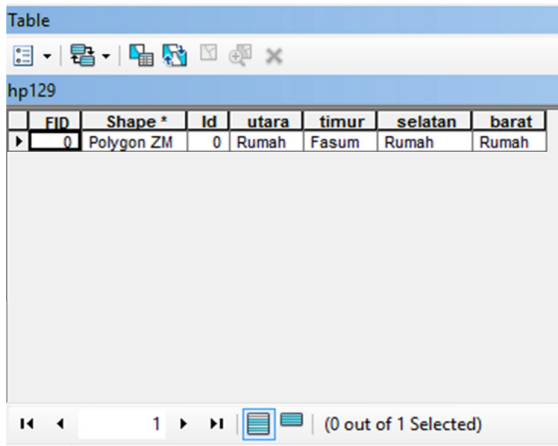 Table
hp129
FID Shape * Id utara timur selatan barat
0 Polygon ZM 0 Rumah Fasum Rumah Rumah
1 (0 out of 1 Selected)